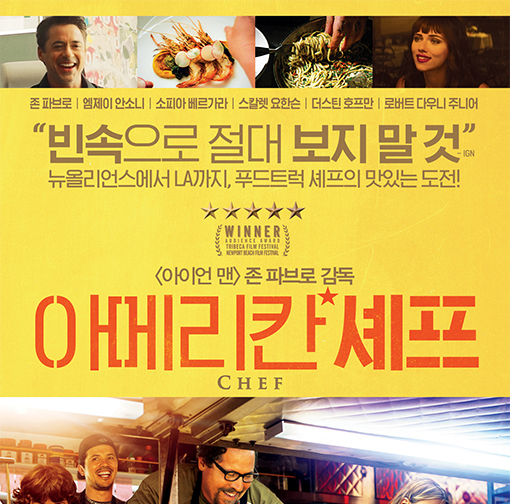 존 파브로 | 엠제이 안소니 | 소피아 베르가라 | 스칼렛 요한슨 | 더스틴 호프만 | 로버트 다우니 주니어
“빈속으로 절대 보지 말 것” - IGN
뉴올리언스에서 LA까지, 푸드트럭 셰프의 맛있는 도전!
WINNER
AUDIENCE AWARD
TRIBECA FILM FESTIVAL
NEWPORT BEACH FILM FESTIVAL
<아이언 맨> 존 파브로 감독
아메리칸 셰프
CHEF